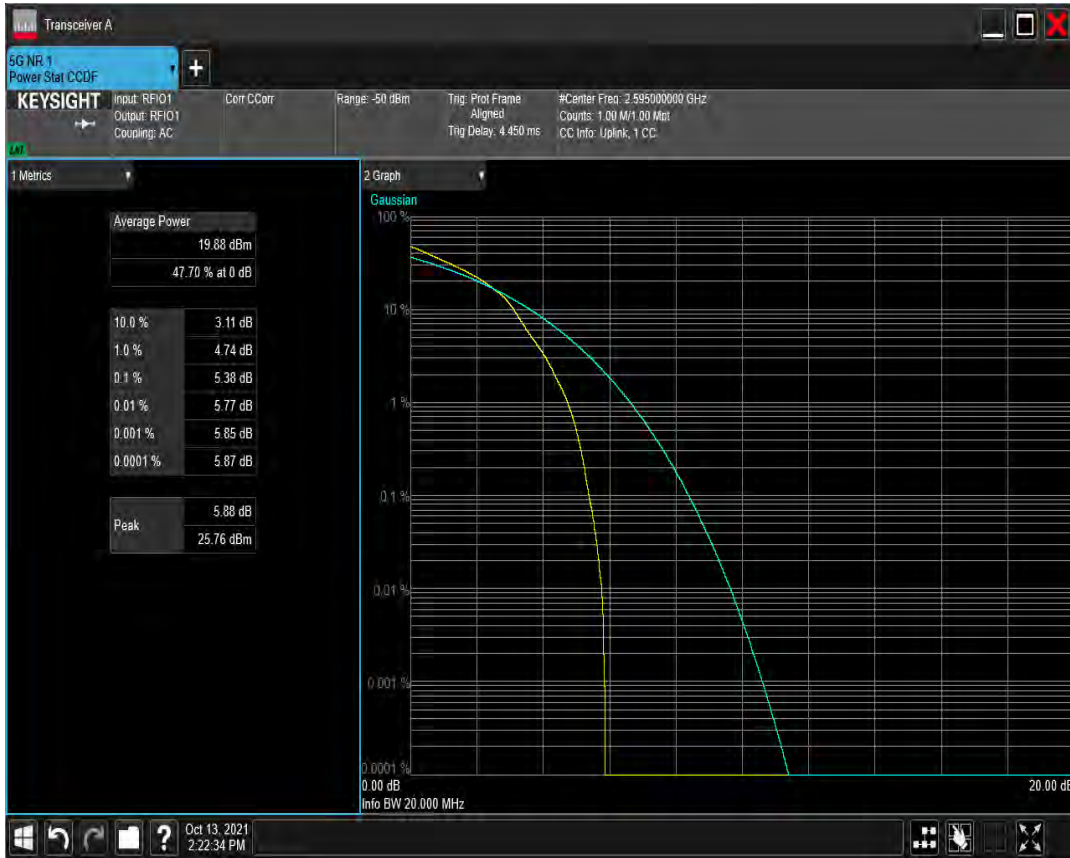 Transceiver A
5G NR 1
Power Stat CCDF
KEYSIGHT
Input: RFIO1
Output: RFIO1
Coupling: AC
Corr CCorr
Range: -50 dBm
Trig: Prot Frame
Aligned
Trig Delay: 4.450 ms
#Center Freq: 2.595000000 GHz
Counts: 1.00 M/1.00 Mpt
CC Info: Uplink, 1 CC
1 Metrics
Average Power
19.88 dBm
47.70 % at 0 dB
10.0 % 3.11 dB
1.0 % 4.74 dB
0.1 % 5.38 dB
0.01 % 5.77 dB
0.001 % 5.85 dB
0.0001 % 5.87 dB
Peak
5.88 dB
25.76 dBm
2 Graph
Gaussian
100 %
10 %
1 %
0.1 %
0.01 %
0.001 %
0.0001 %
0.00 dB
20.00 dB
Info BW 20.000 MHz
Oct 13, 2021
2:22:34 PM